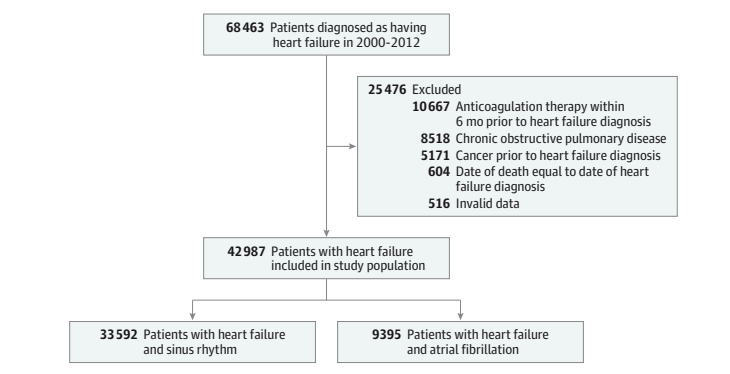 68463 Patients diagnosed as having
heart failure in 2000-2012
25476 Excluded
10667 Anticoagulation therapy within
6 mo prior to heart failure diagnosis
8518 Chronic obstructive pulmonary disease
5171 Cancer prior to heart failure diagnosis
604 Date of death equal to date of heart
failure diagnosis
516 Invalid data
42987 Patients with heart failure
included in study population
33592 Patients with heart failure
and sinus rhythm
9395 Patients with heart failure
and atrial fibrillation